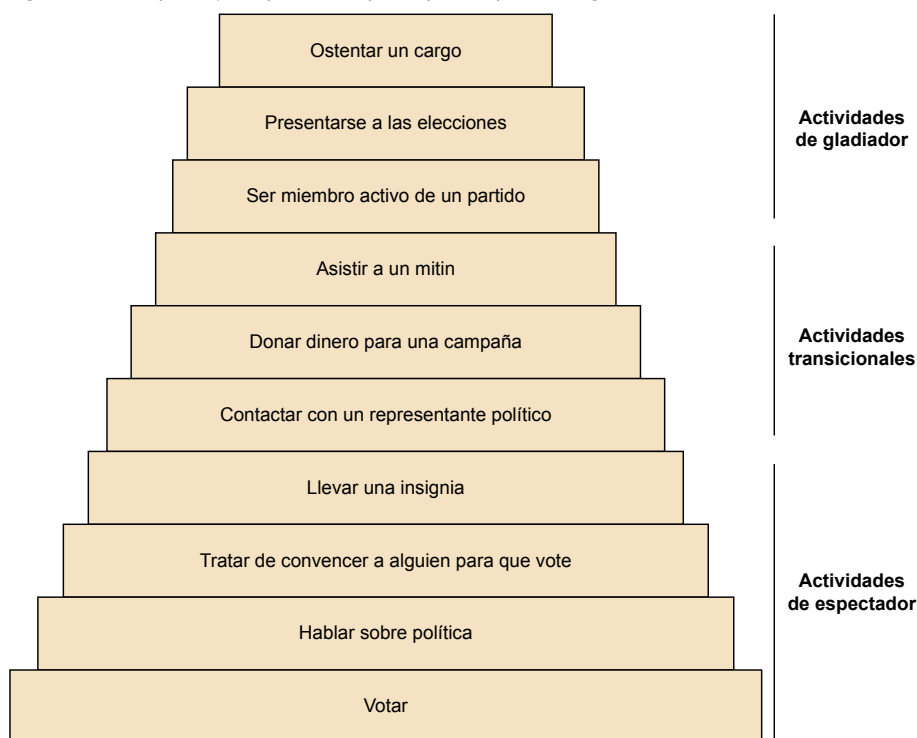 Ostentar un cargo
Presentarse a las elecciones
Actividades
de gladiador
Ser miembro activo de un partido
Asistir a un mitin
Donar dinero para una campaña
Actividades
transicionales
Contactar con un representante político
Llevar una insignia
Tratar de convencer a alguien para que vote
Actividades
de espectador
Hablar sobre política
Votar